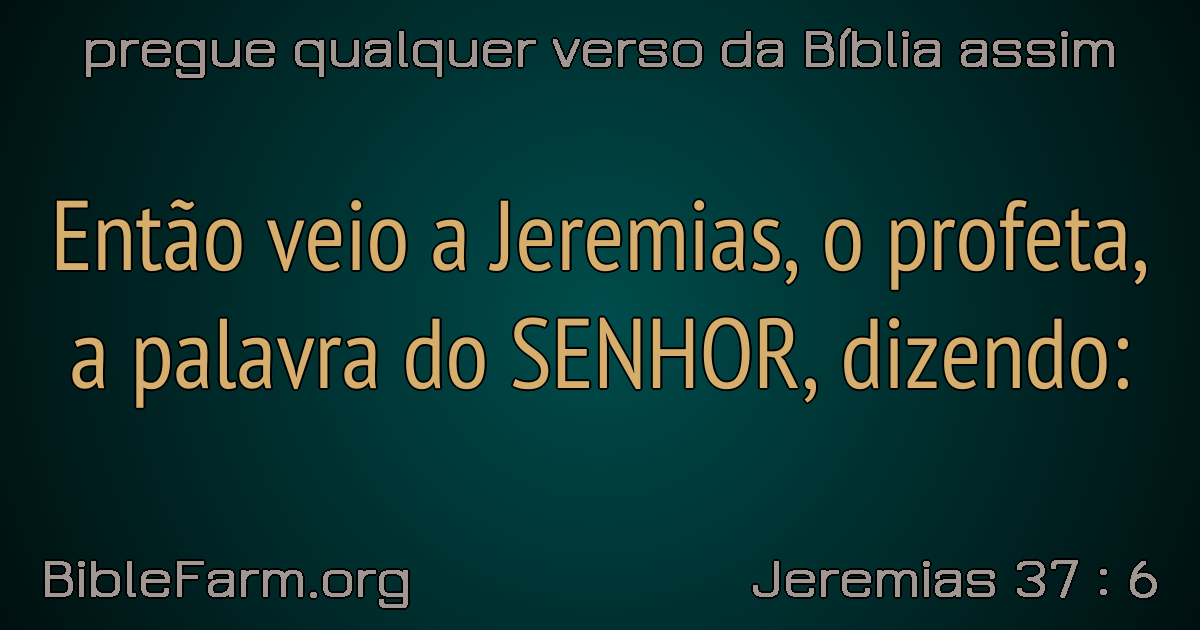 pregue qualquer verso da Bíblia assim
Então veio a Jeremias, o profeta,
a palavra do SENHOR, dizendo:
BibleFarm.org
Jeremias 37 : 6